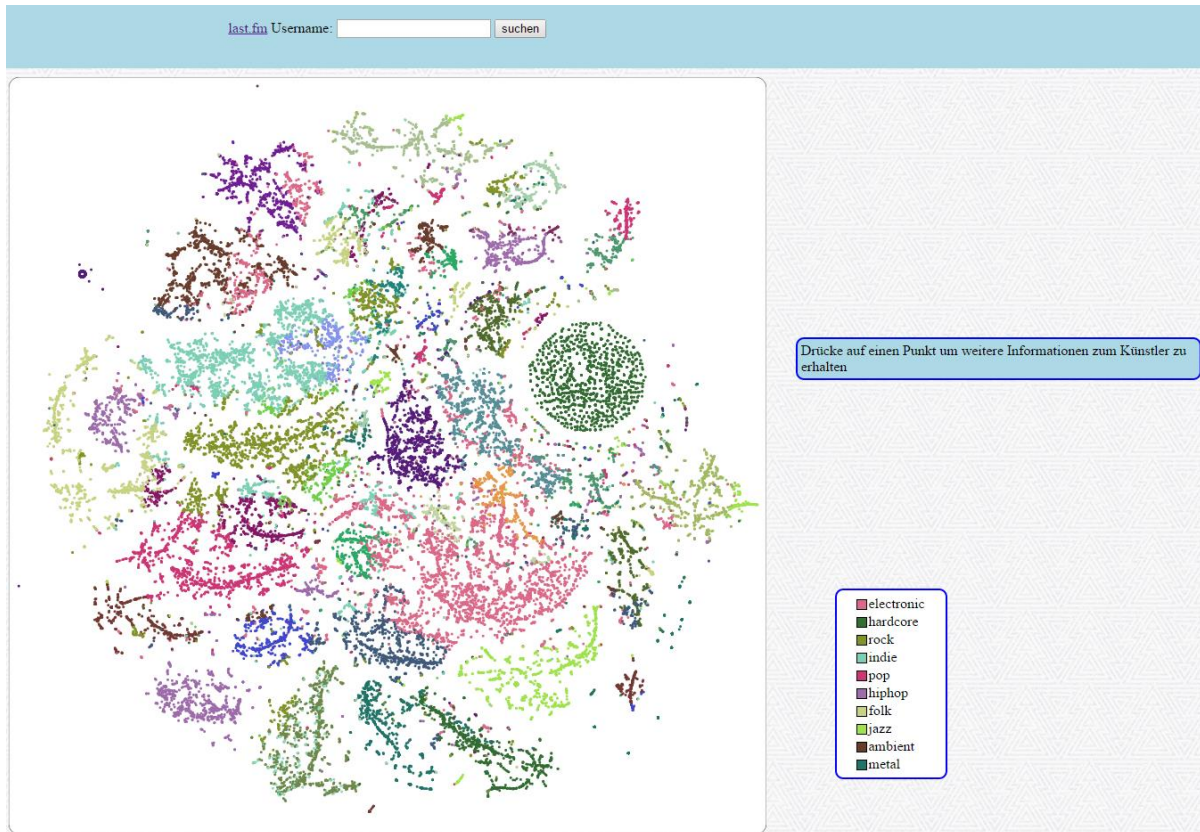 last.fm Username: suchen
Drücke auf einen Punkt um weitere Informationen zum Künstler zu
erhalten
electronic
hardcore
rock
indie
pop
hiphop
folk
jazz
ambient
metal